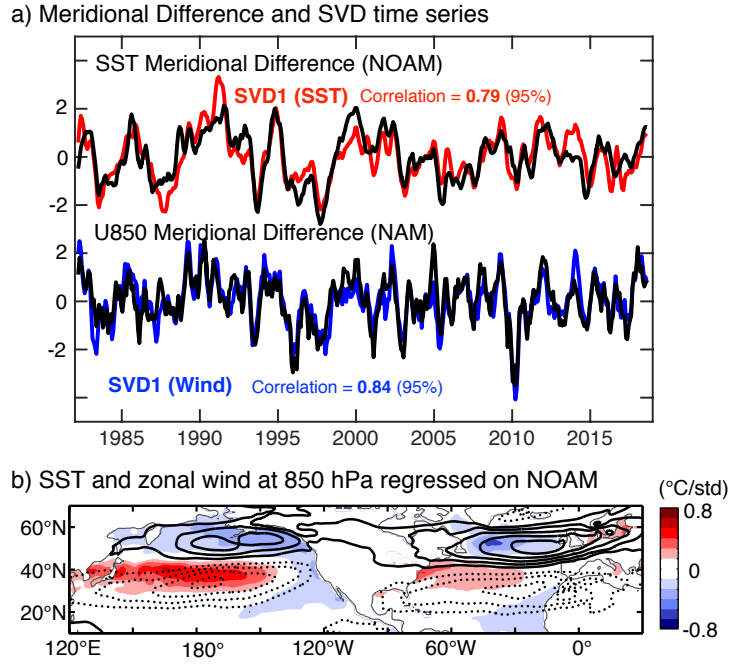 a) Meridional Difference and SVD time series
SST Meridional Difference (NOAM)
SVD1 (SST) Correlation = 0.79 (95%)
2
0
-2
U850 Meridional Difference (NAM)
2
0
-2
SVD1 (Wind) Correlation = 0.84 (95%)
1985 1990 1995 2000 2005 2010 2015
b) SST and zonal wind at 850 hPa regressed on NOAM
(°C/std)
60°N
40°N
20°N
0.8
0
-0.8
120°E 180° 120°W 60°W 0°